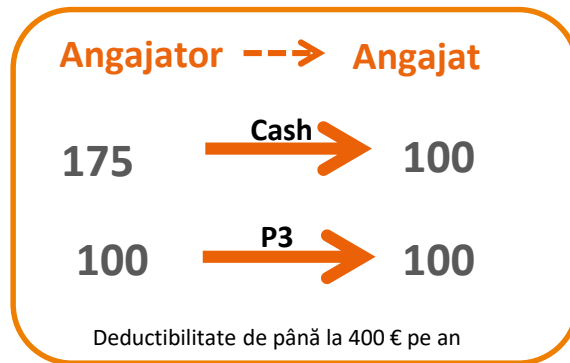 Angajator Angajat
Cash
175 100
P3
100 100
Deductibilitate de până la 400 € pe an